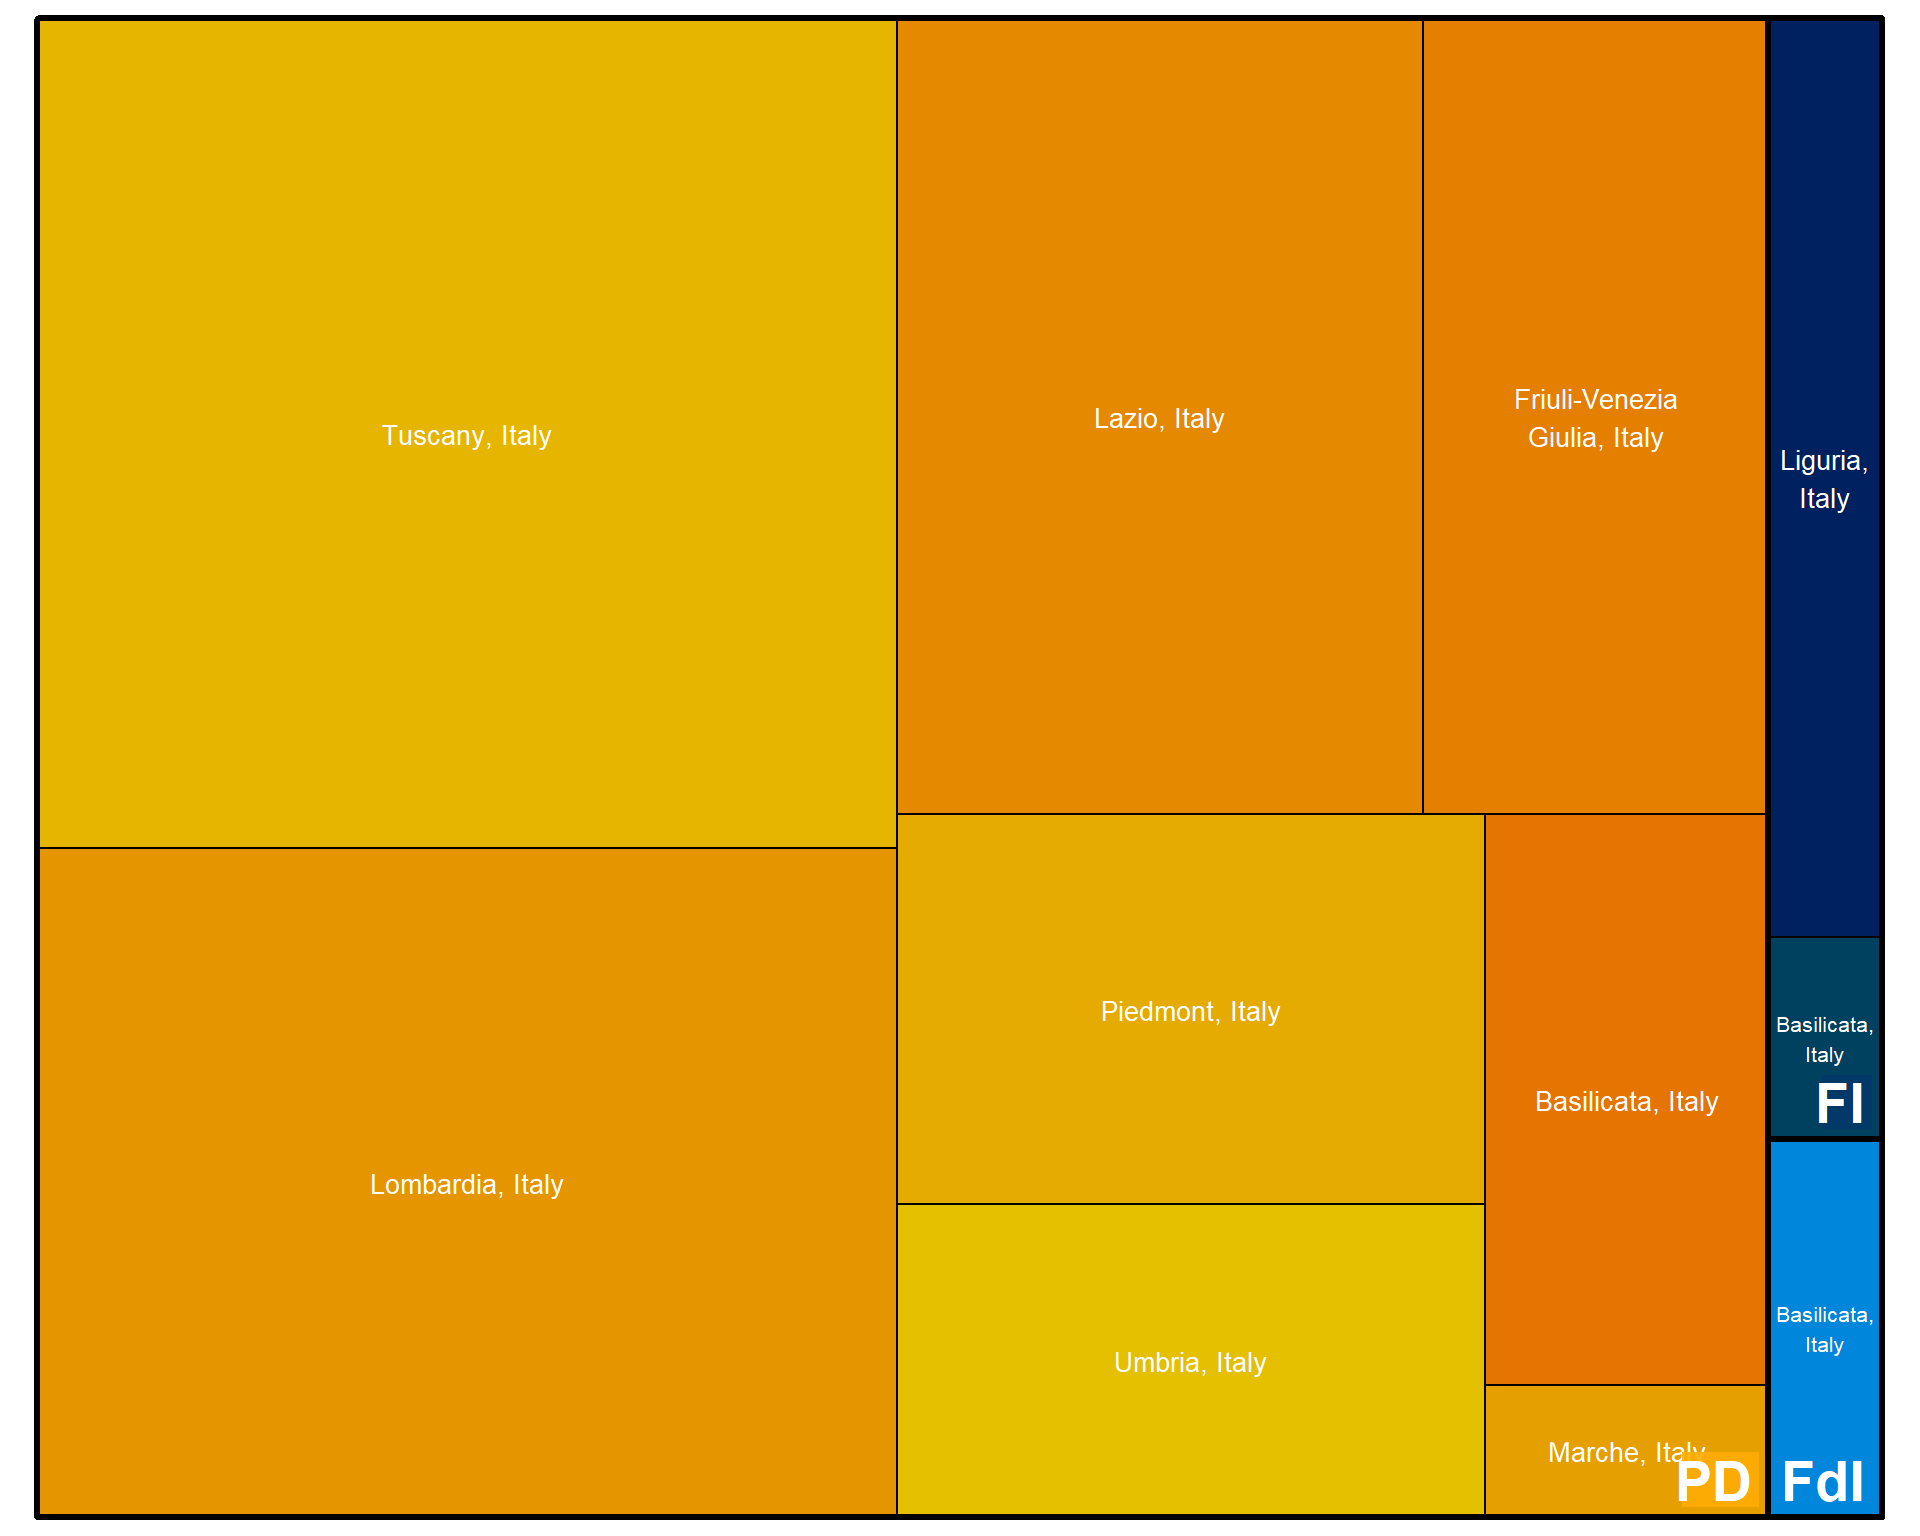 Tuscany, Italy
Lazio, Italy
Friuli-Venezia
Giulia, Italy
Liguria,
Italy
Lombardia, Italy
Piedmont, Italy
Basilicata, Italy
Umbria, Italy
Marche, Italy
PD
Basilicata,
Italy
FI
Basilicata,
Italy
FdI